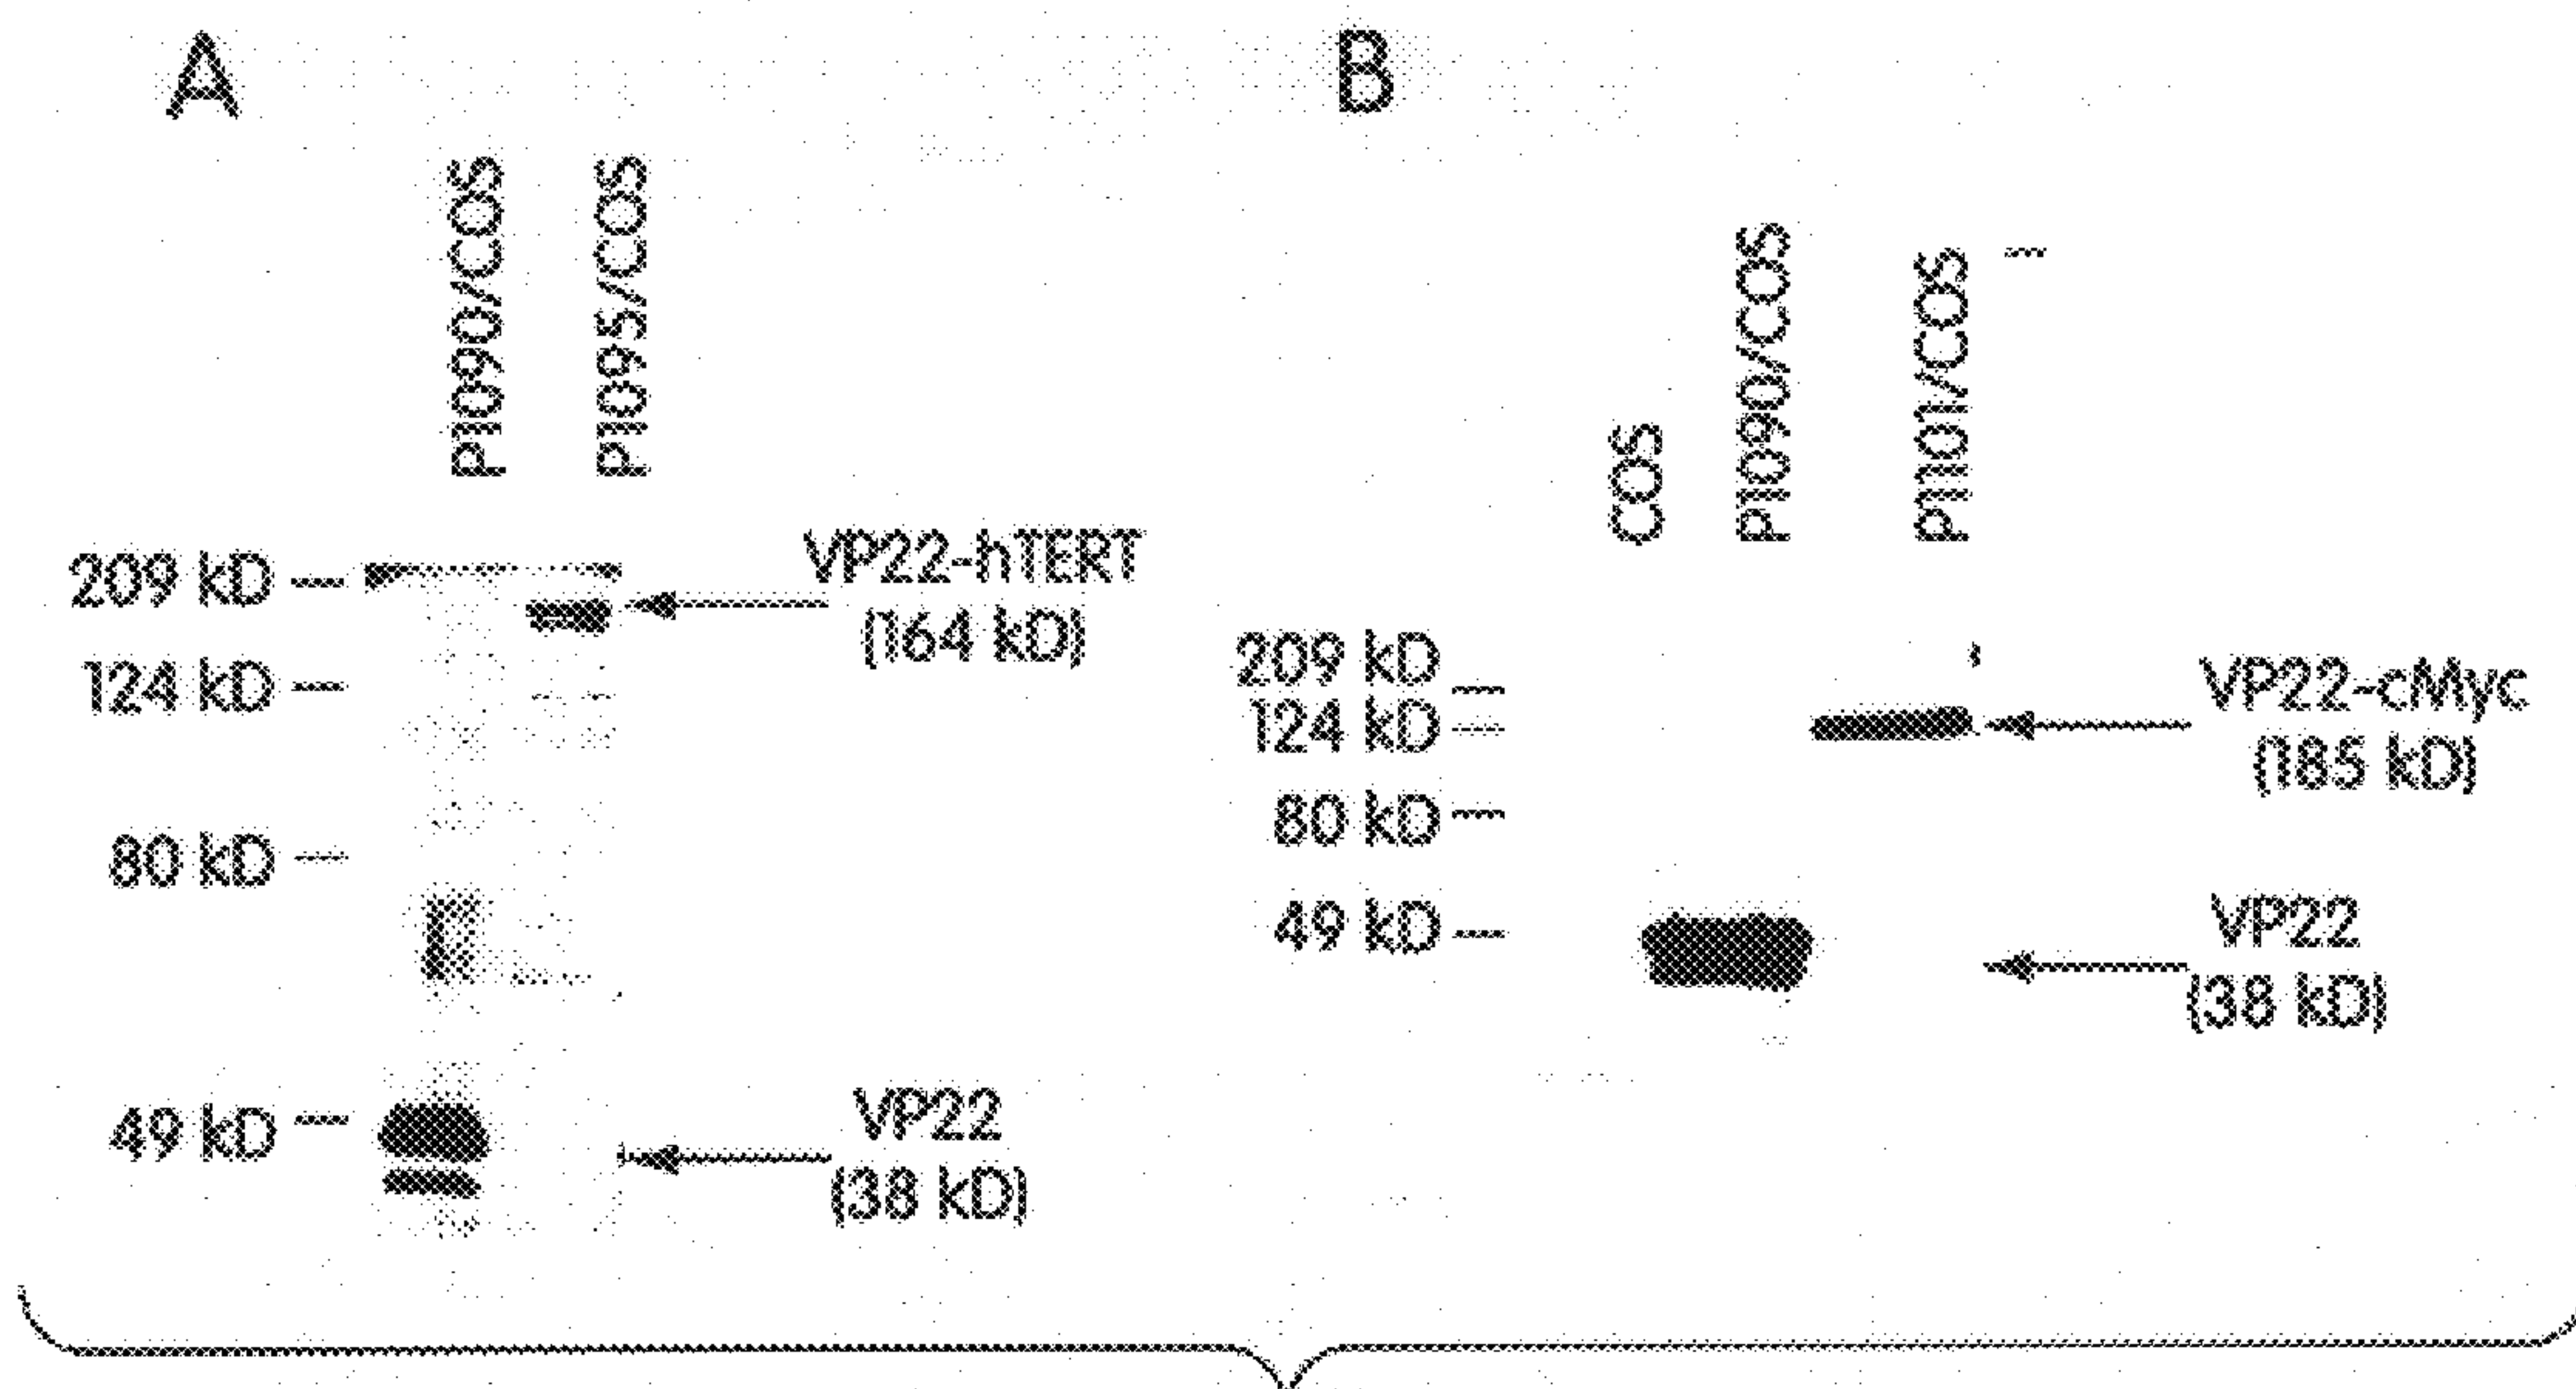 A
B
P1090/COS
P1095/COS
COS
P1090/COS
P1101/COS
209 kD
124 kD
80 kD
49 kD
VP22-hTERT
(164 kD)
VP22
(38 kD)
209 kD
124 kD
80 kD
49 kD
VP22-cMyc
(185 kD)
VP22
(38 kD)